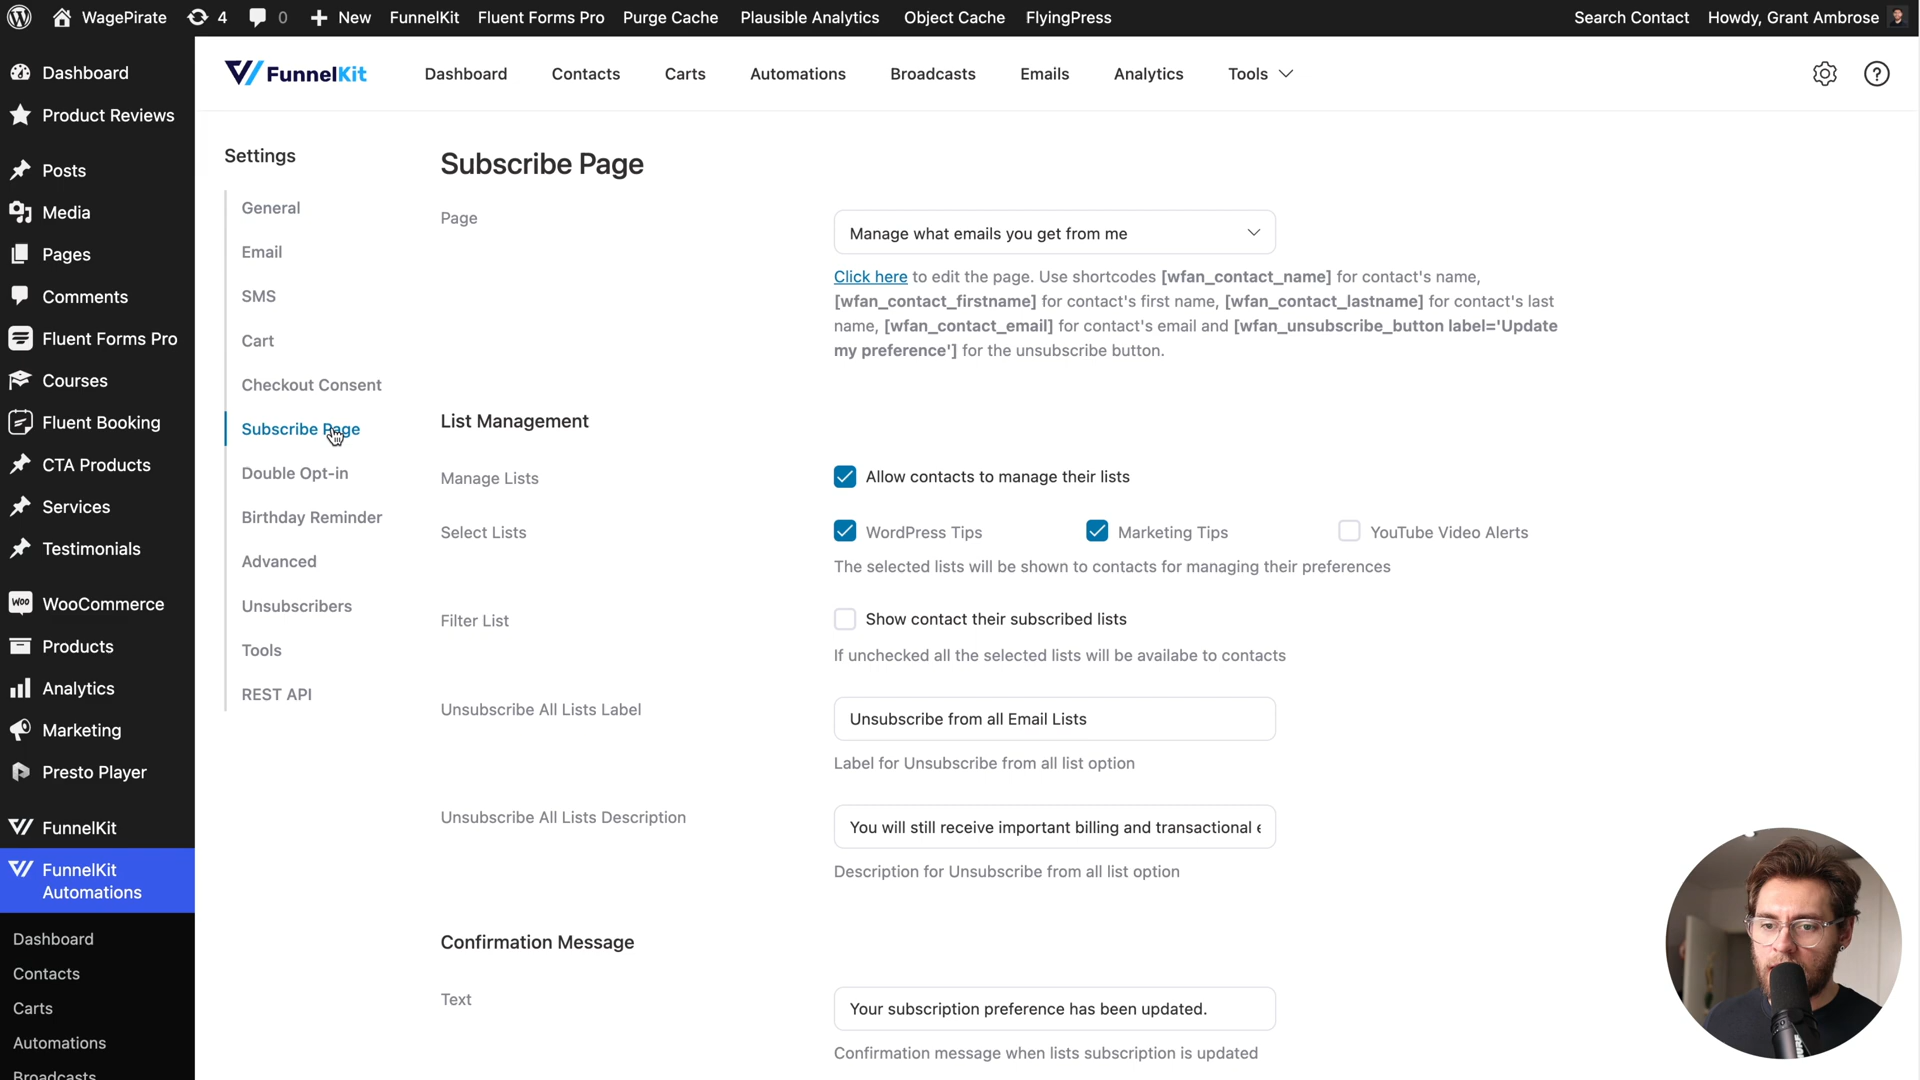 WagePirate
4
0
New
FunnelKit
Fluent Forms Pro
Purge Cache
Plausible Analytics
Object Cache
FlyingPress
Search Contact
Howdy, Grant Ambrose
Dashboard
Product Reviews
Posts
Media
Pages
Comments
Fluent Forms Pro
Courses
Fluent Booking
CTA Products
Services
Testimonials
WooCommerce
Products
Analytics
Marketing
Presto Player
FunnelKit
FunnelKit
Automations
Dashboard
Contacts
Carts
Automations
Broadcasts
FunnelKit
Dashboard
Contacts
Carts
Automations
Broadcasts
Emails
Analytics
Tools
Settings
General
Email
SMS
Cart
Checkout Consent
Subscribe Page
Double Opt-in
Birthday Reminder
Advanced
Unsubscribers
Tools
REST API
Subscribe Page
Page
Manage what emails you get from me
Click here to edit the page. Use shortcodes [wfan_contact_name] for contact's name,
[wfan_contact_firstname] for contact's first name, [wfan_contact_lastname] for contact's last
name, [wfan_contact_email] for contact's email and [wfan_unsubscribe_button label='Update
my preference'] for the unsubscribe button.
List Management
Manage Lists
Allow contacts to manage their lists
Select Lists
WordPress Tips
Marketing Tips
YouTube Video Alerts
The selected lists will be shown to contacts for managing their preferences
Filter List
Show contact their subscribed lists
If unchecked all the selected lists will be availabe to contacts
Unsubscribe All Lists Label
Unsubscribe from all Email Lists
Label for Unsubscribe from all list option
Unsubscribe All Lists Description
You will still receive important billing and transactional e
Description for Unsubscribe from all list option
Confirmation Message
Text
Your subscription preference has been updated.
Confirmation message when lists subscription is updated